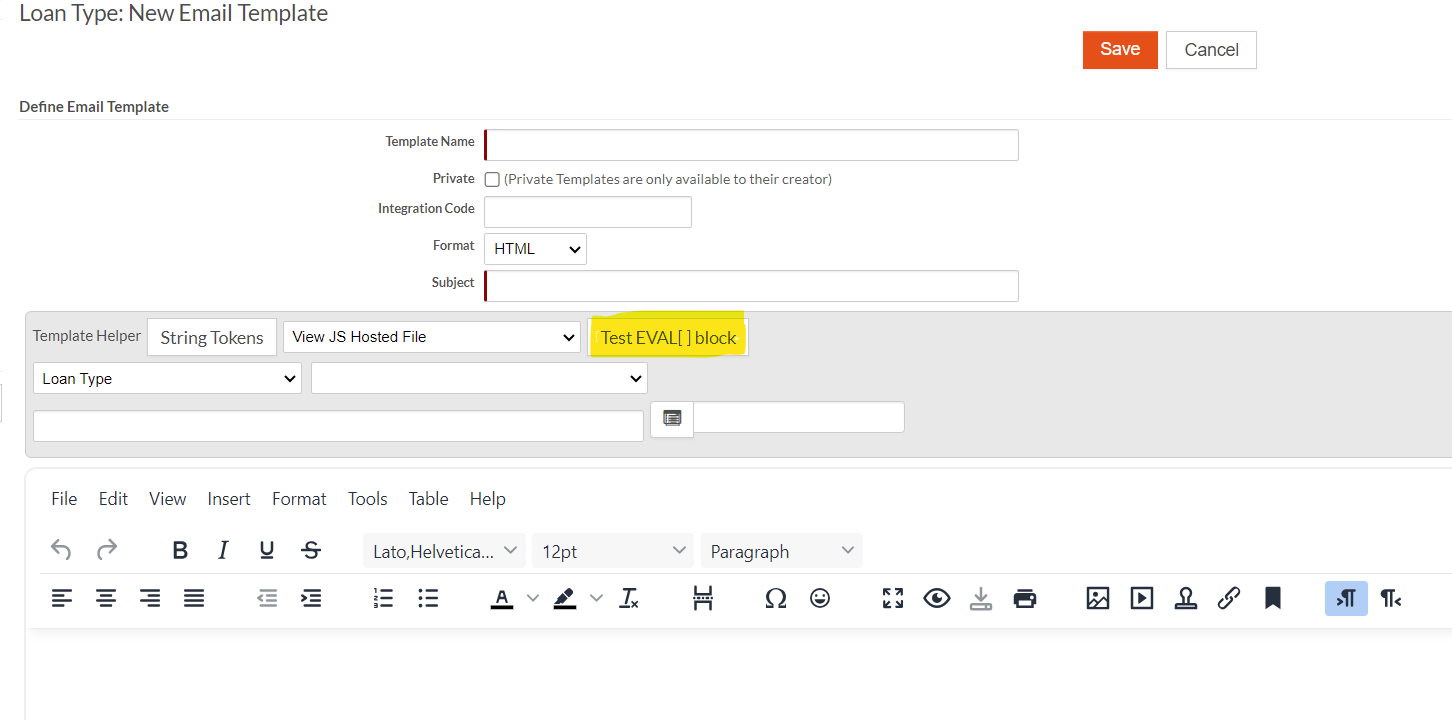 Loan Type: New Email Template
Save Cancel
Define Email Template
Template Name
Private (Private Templates are only available to their creator)
Integration Code
Format HTML
Subject
Template Helper String Tokens View JS Hosted File Test EVAL[ ] block
Loan Type
File Edit View Insert Format Tools Table Help
B I U S Lato,Helvetica... 12pt Paragraph
A Ω